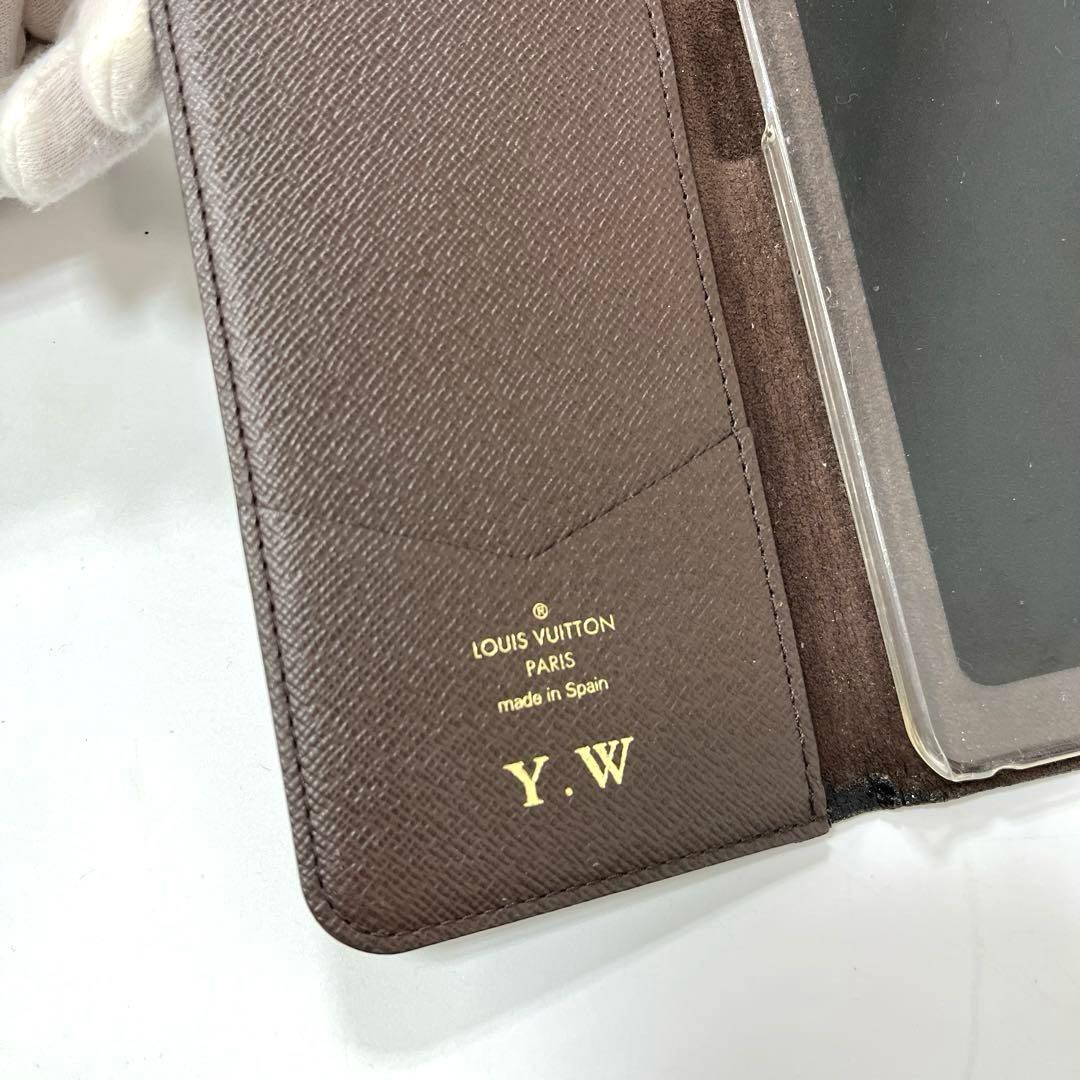 ®
LOUIS VUITTON
PARIS
made in Spain
Y.W